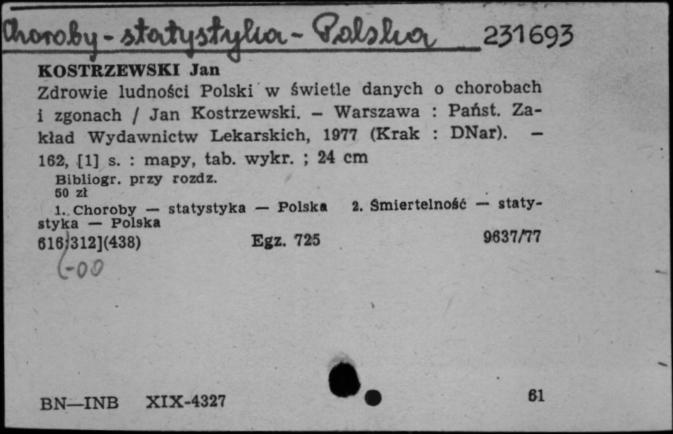 Choroby - statystyka - Polska 231693
KOSTRZEWSKI Jan
Zdrowie ludności Polski w świetle danych o chorobach
i zgonach / Jan Kostrzewski. — Warszawa : Państ. Za-
kład Wydawnictw Lekarskich, 1977 (Krak : DNar). —
162, [1] s. : mapy, tab. wykr. ; 24 cm
Bibliogr. przy rozdz.
50 zł
1. Choroby — statystyka — Polska 2. Śmiertelność — staty-
styka — Polska
616:312](438) Egz. 725 9637/77
(-00
BN—INB XIX-4327 61